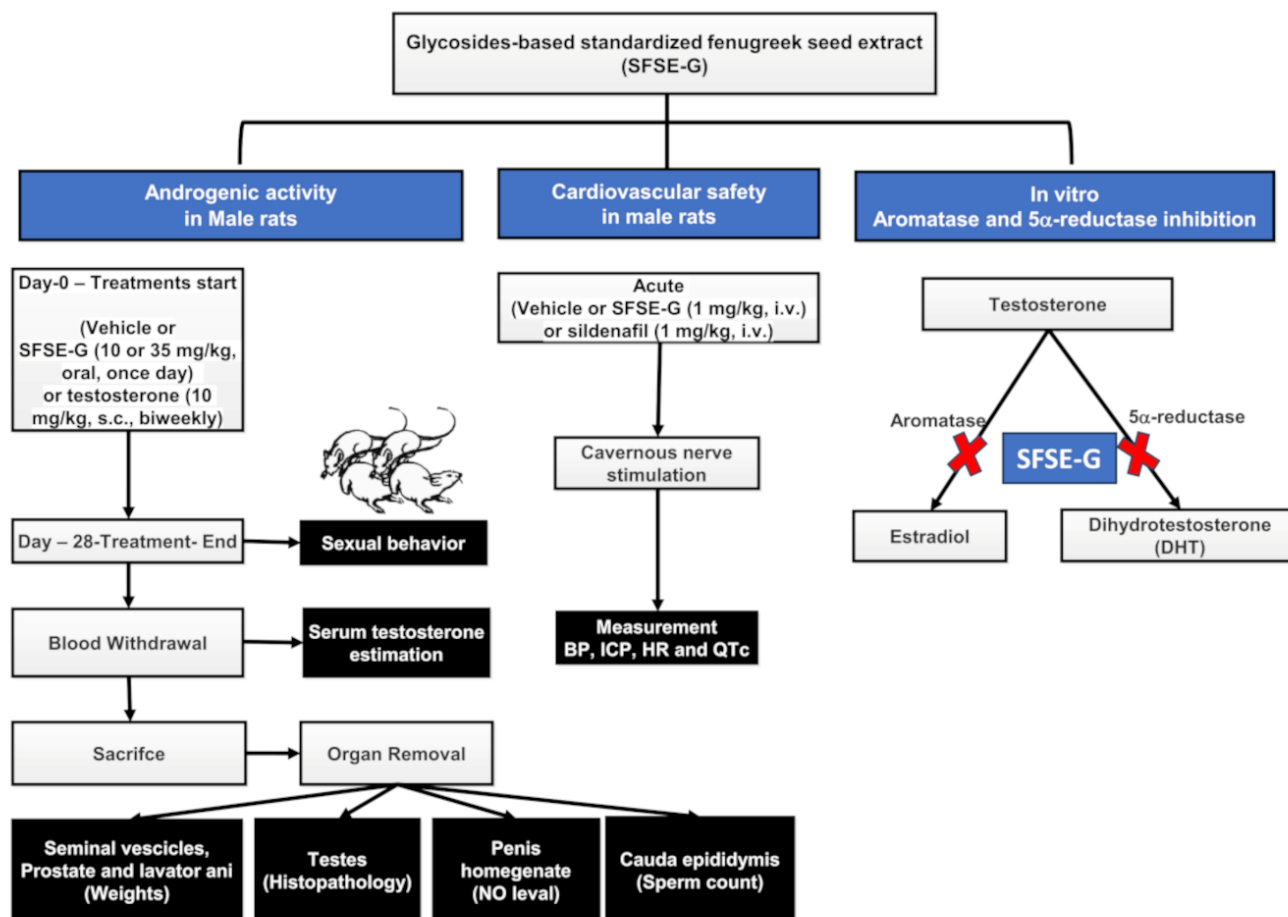 Glycosides-based standardized fenugreek seed extract
(SFSE-G)
Androgenic activity
in Male rats
Cardiovascular safety
in male rats
In vitro
Aromatase and 5α-reductase inhibition
Day-0 – Treatments start
(Vehicle or
SFSE-G (10 or 35 mg/kg,
oral, once day)
or testosterone (10
mg/kg, s.c., biweekly)
Acute
(Vehicle or SFSE-G (1 mg/kg, i.v.)
or sildenafil (1 mg/kg, i.v.)
Testosterone
Aromatase
5α-reductase
SFSE-G
Cavernous nerve
stimulation
Estradiol
Dihydrotestosterone
(DHT)
Day – 28-Treatment- End
Sexual behavior
Blood Withdrawal
Serum testosterone
estimation
Measurement
BP, ICP, HR and QTc
Sacrifce
Organ Removal
Seminal vescicles,
Prostate and lavator ani
(Weights)
Testes
(Histopathology)
Penis
homegenate
(NO leval)
Cauda epididymis
(Sperm count)